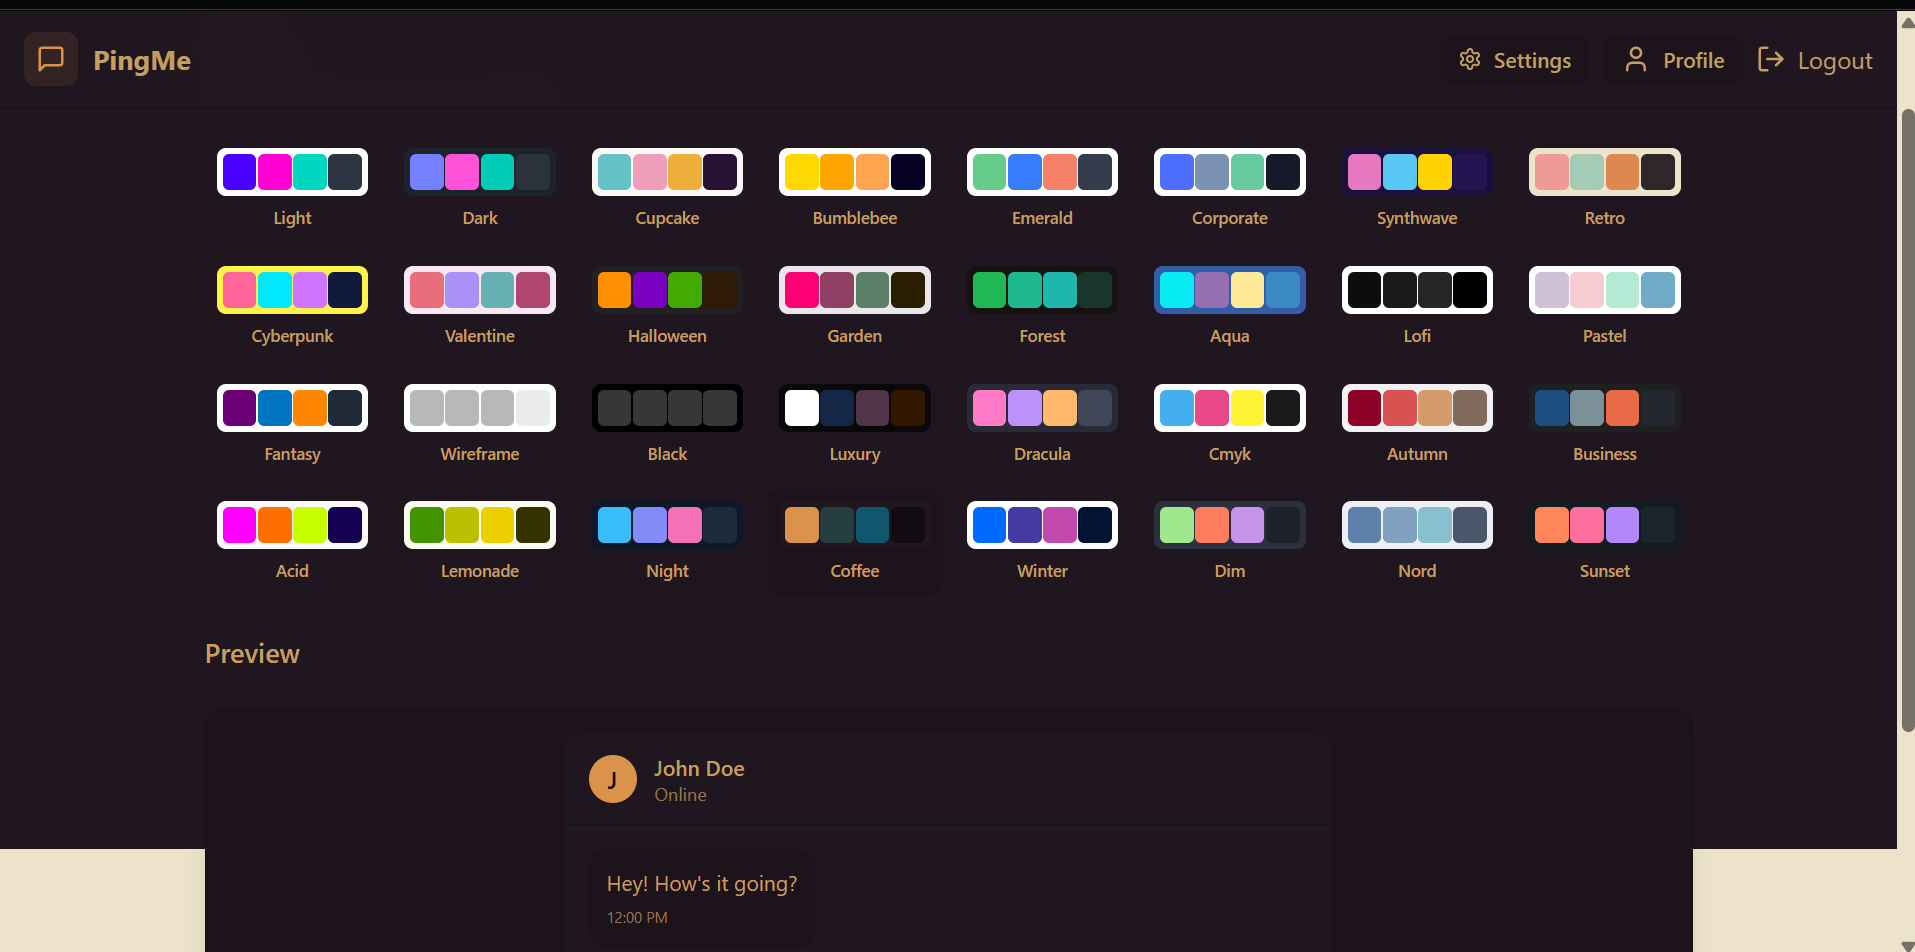 PingMe
Settings Profile Logout
Light Dark Cupcake Bumblebee Emerald Corporate Synthwave Retro
Cyberpunk Valentine Halloween Garden Forest Aqua Lofi Pastel
Fantasy Wireframe Black Luxury Dracula Cmyk Autumn Business
Acid Lemonade Night Coffee Winter Dim Nord Sunset
Preview
J
John Doe
Online
Hey! How's it going?
12:00 PM